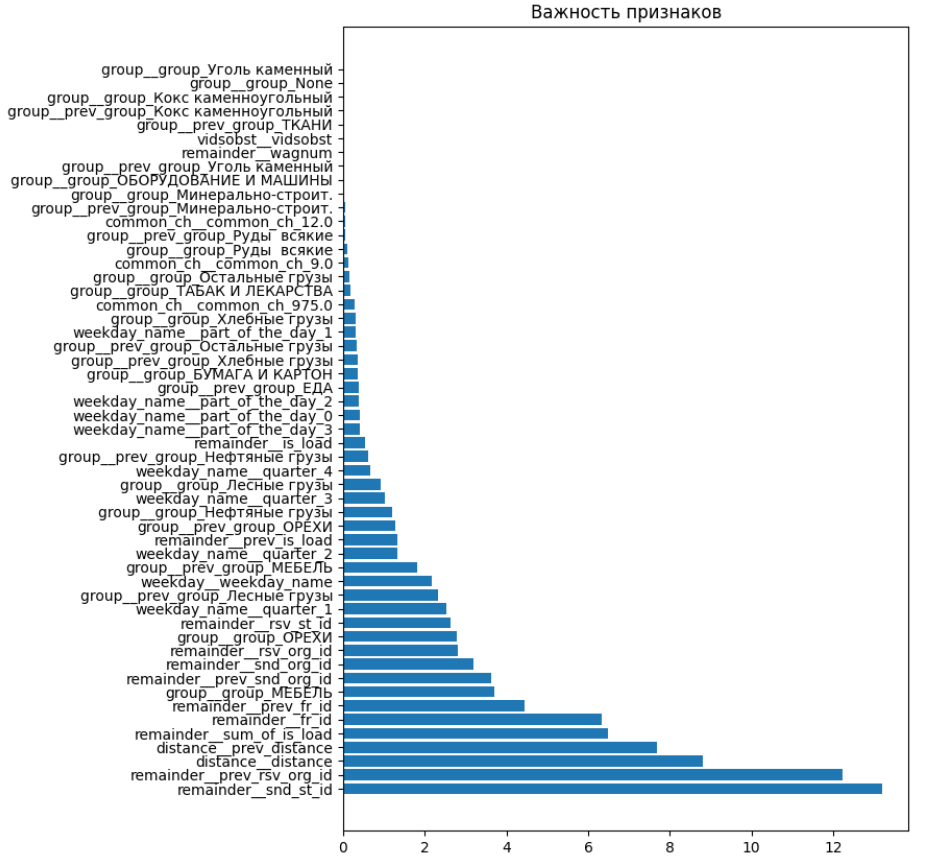 Важность признаков
group__group_Уголь каменный
group__group_None
group__group_Кокс каменноугольный
group__prev_group_Кокс каменноугольный
group__prev_group_ТКАНИ
vidsobst__vidsobst
remainder__wagnum
group__prev_group_Уголь каменный
group__group_ОБОРУДОВАНИЕ И МАШИНЫ
group__group_Минерально-строит.
group__prev_group_Минерально-строит.
common_ch__common_ch_12.0
group__prev_group_Руды  всякие
group__group_Руды  всякие
common_ch__common_ch_9.0
group__group_Остальные грузы
group__group_ТАБАК И ЛЕКАРСТВА
common_ch__common_ch_975.0
group__group_Хлебные грузы
weekday_name__part_of_the_day_1
group__prev_group_Остальные грузы
group__prev_group_Хлебные грузы
group__group_БУМАГА И КАРТОН
group__prev_group_ЕДА
weekday_name__part_of_the_day_2
weekday_name__part_of_the_day_0
weekday_name__part_of_the_day_3
remainder__is_load
group__prev_group_Нефтяные грузы
weekday_name__quarter_4
group__group_Лесные грузы
weekday_name__quarter_3
group__group_Нефтяные грузы
group__prev_group_ОРЕХИ
remainder__prev_is_load
weekday_name__quarter_2
group__prev_group_МЕБЕЛЬ
weekday__weekday_name
group__prev_group_Лесные грузы
weekday_name__quarter_1
remainder__rsv_st_id
group__group_ОРЕХИ
remainder__rsv_org_id
remainder__snd_org_id
remainder__prev_snd_org_id
group__group_МЕБЕЛЬ
remainder__prev_fr_id
remainder__fr_id
remainder__sum_of_is_load
distance__prev_distance
distance__distance
remainder__prev_rsv_org_id
remainder__snd_st_id
0 2 4 6 8 10 12